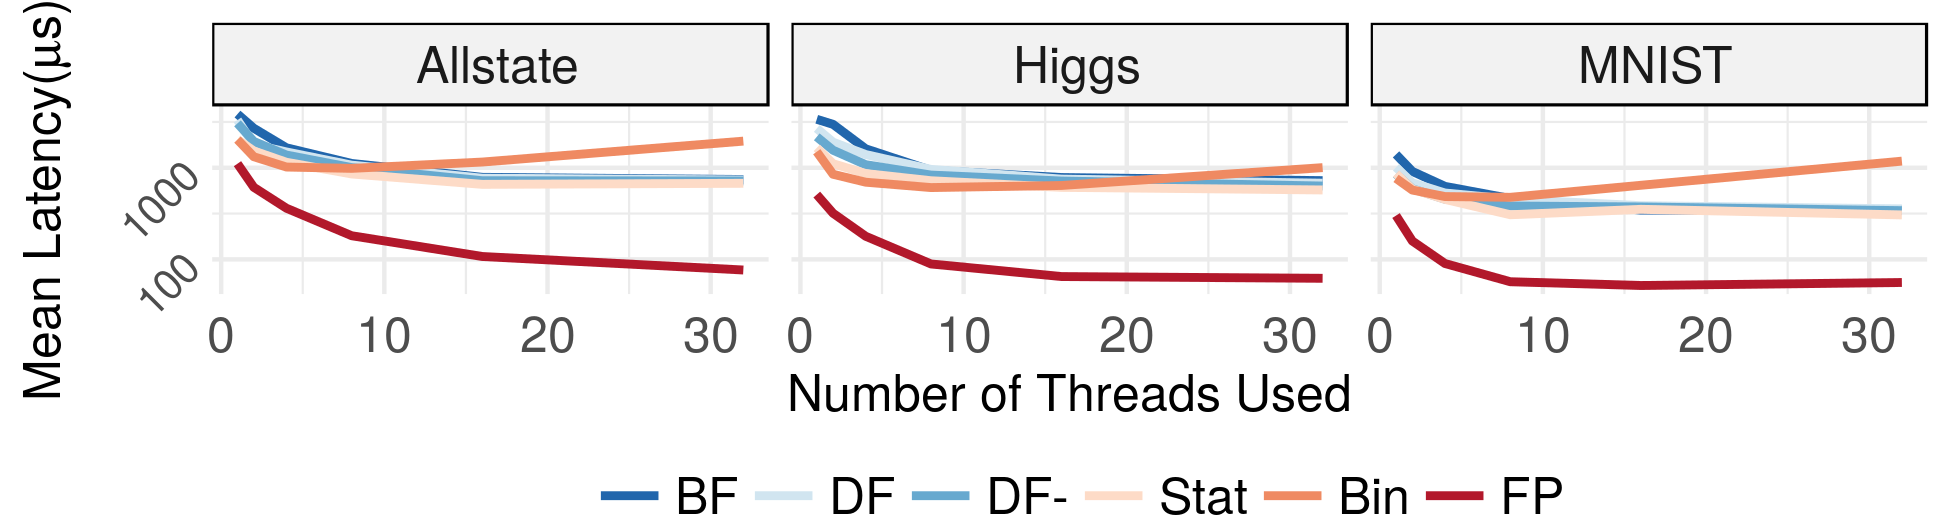 Mean Latency(µs)
Allstate Higgs MNIST
1000
100
0 10 20 30 0 10 20 30 0 10 20 30
Number of Threads Used
BF DF DF- Stat Bin FP